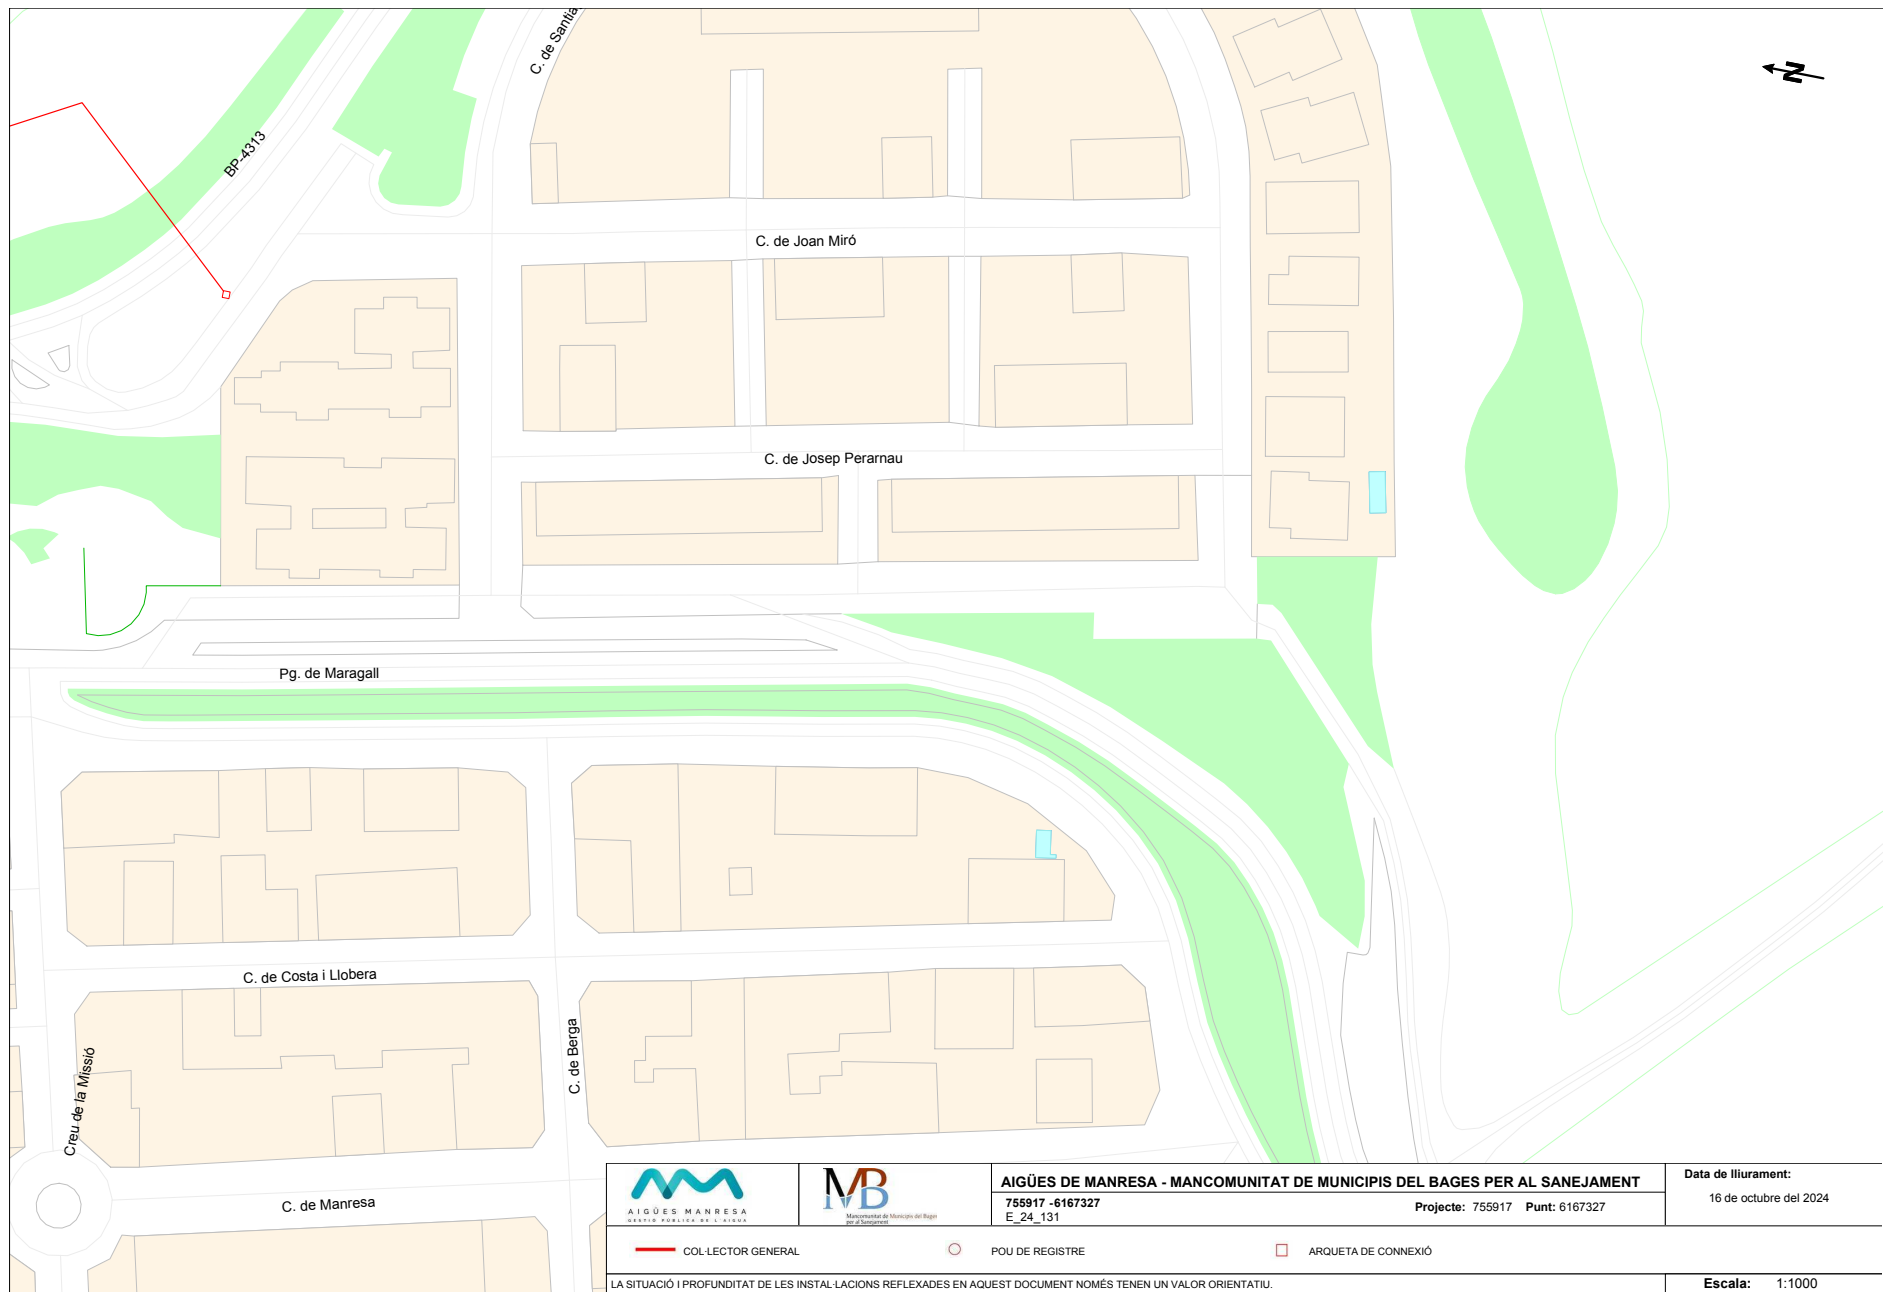 C. de Santia
BP-4313
N
C. de Joan Miró
C. de Josep Perarnau
Pg. de Maragall
C. de Costa i Llobera
C. de Berga
Creu de la Missió
C. de Manresa
AIGÜES MANRESA
GESTIÓ PÚBLICA DE L'AIGUA
MB
Mancomunitat de Municipis del Bages
per al Sanejament
AIGÜES DE MANRESA - MANCOMUNITAT DE MUNICIPIS DEL BAGES PER AL SANEJAMENT
755917 -6167327
E_24_131
Projecte: 755917 Punt: 6167327
Data de lliurament:
16 de octubre del 2024
COL·LECTOR GENERAL
POU DE REGISTRE
ARQUETA DE CONNEXIÓ
LA SITUACIÓ I PROFUNDITAT DE LES INSTAL·LACIONS REFLEXADES EN AQUEST DOCUMENT NOMÉS TENEN UN VALOR ORIENTATIU.
Escala: 1:1000